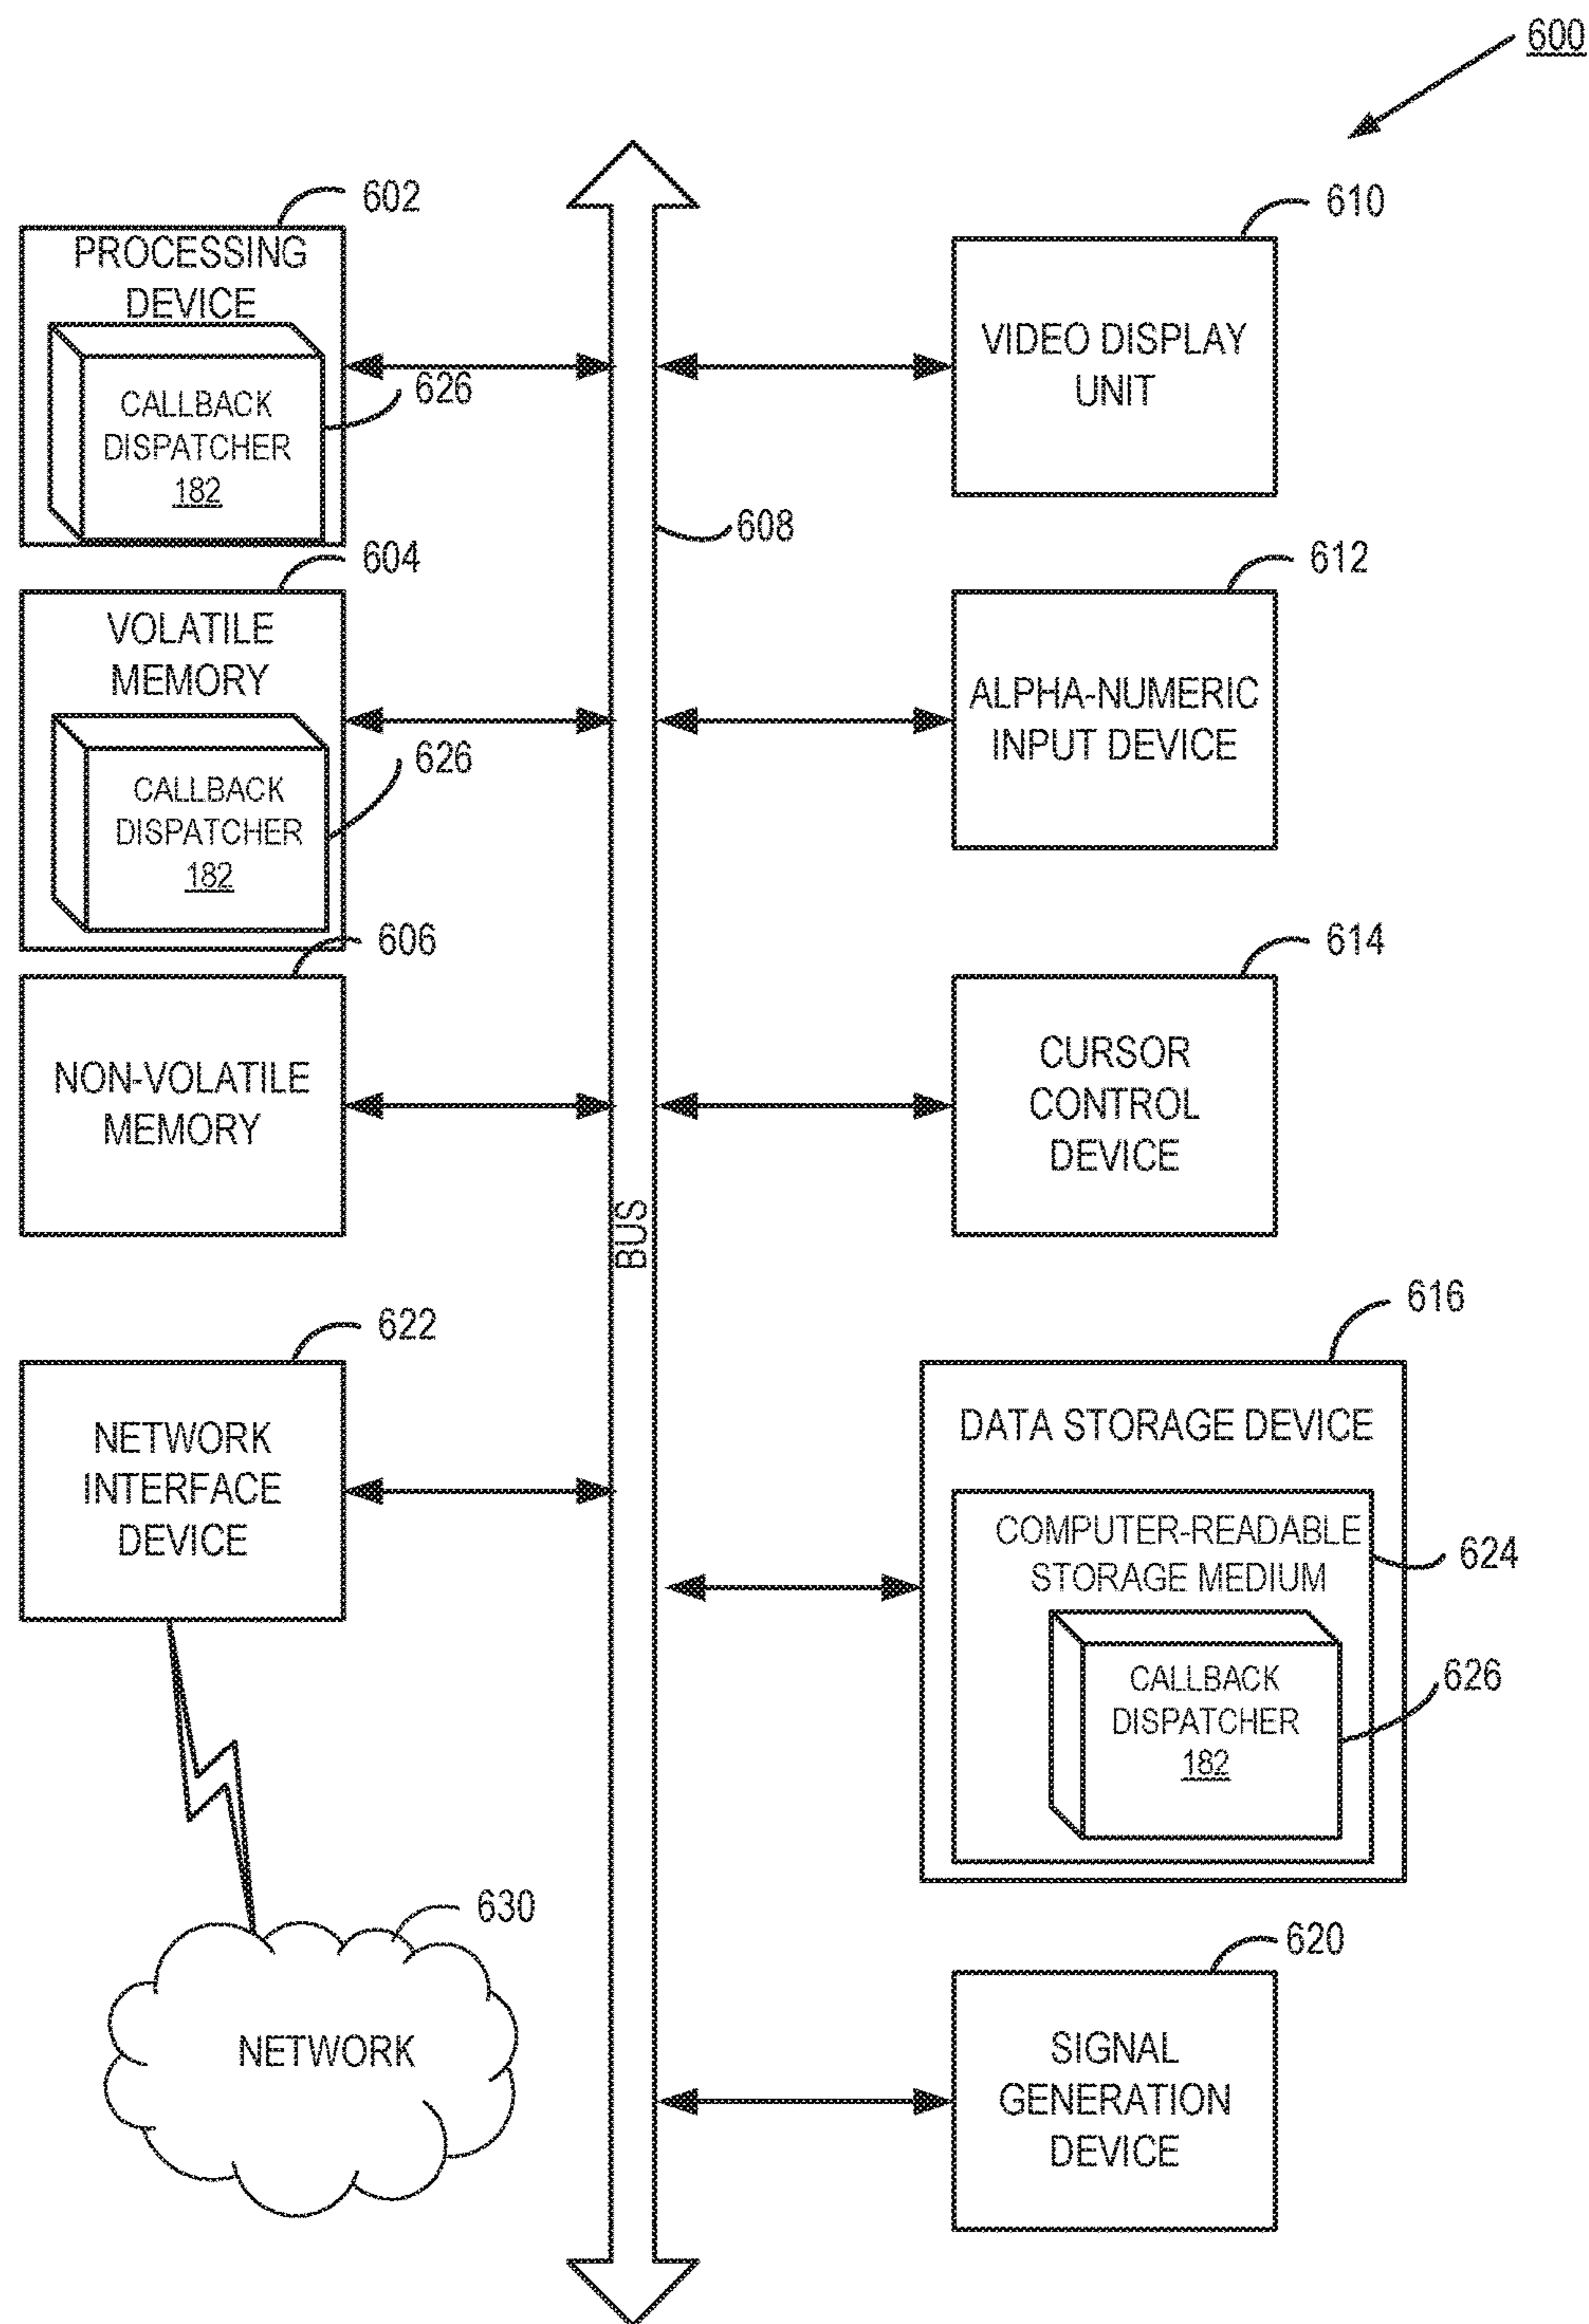 600
602
PROCESSING
DEVICE
CALLBACK
DISPATCHER
182
626
610
VIDEO DISPLAY
UNIT
608
604
VOLATILE
MEMORY
CALLBACK
DISPATCHER
182
626
612
ALPHA-NUMERIC
INPUT DEVICE
606
NON-VOLATILE
MEMORY
614
CURSOR
CONTROL
DEVICE
BUS
622
NETWORK
INTERFACE
DEVICE
616
DATA STORAGE DEVICE
COMPUTER-READABLE
STORAGE MEDIUM
624
CALLBACK
DISPATCHER
182
626
630
NETWORK
620
SIGNAL
GENERATION
DEVICE